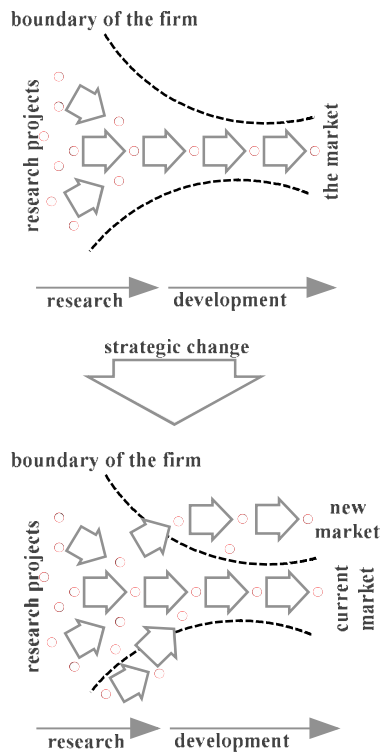 boundary of the firm
research projects
the market
research
development
strategic change
boundary of the firm
research projects
new
market
current
market
research
development